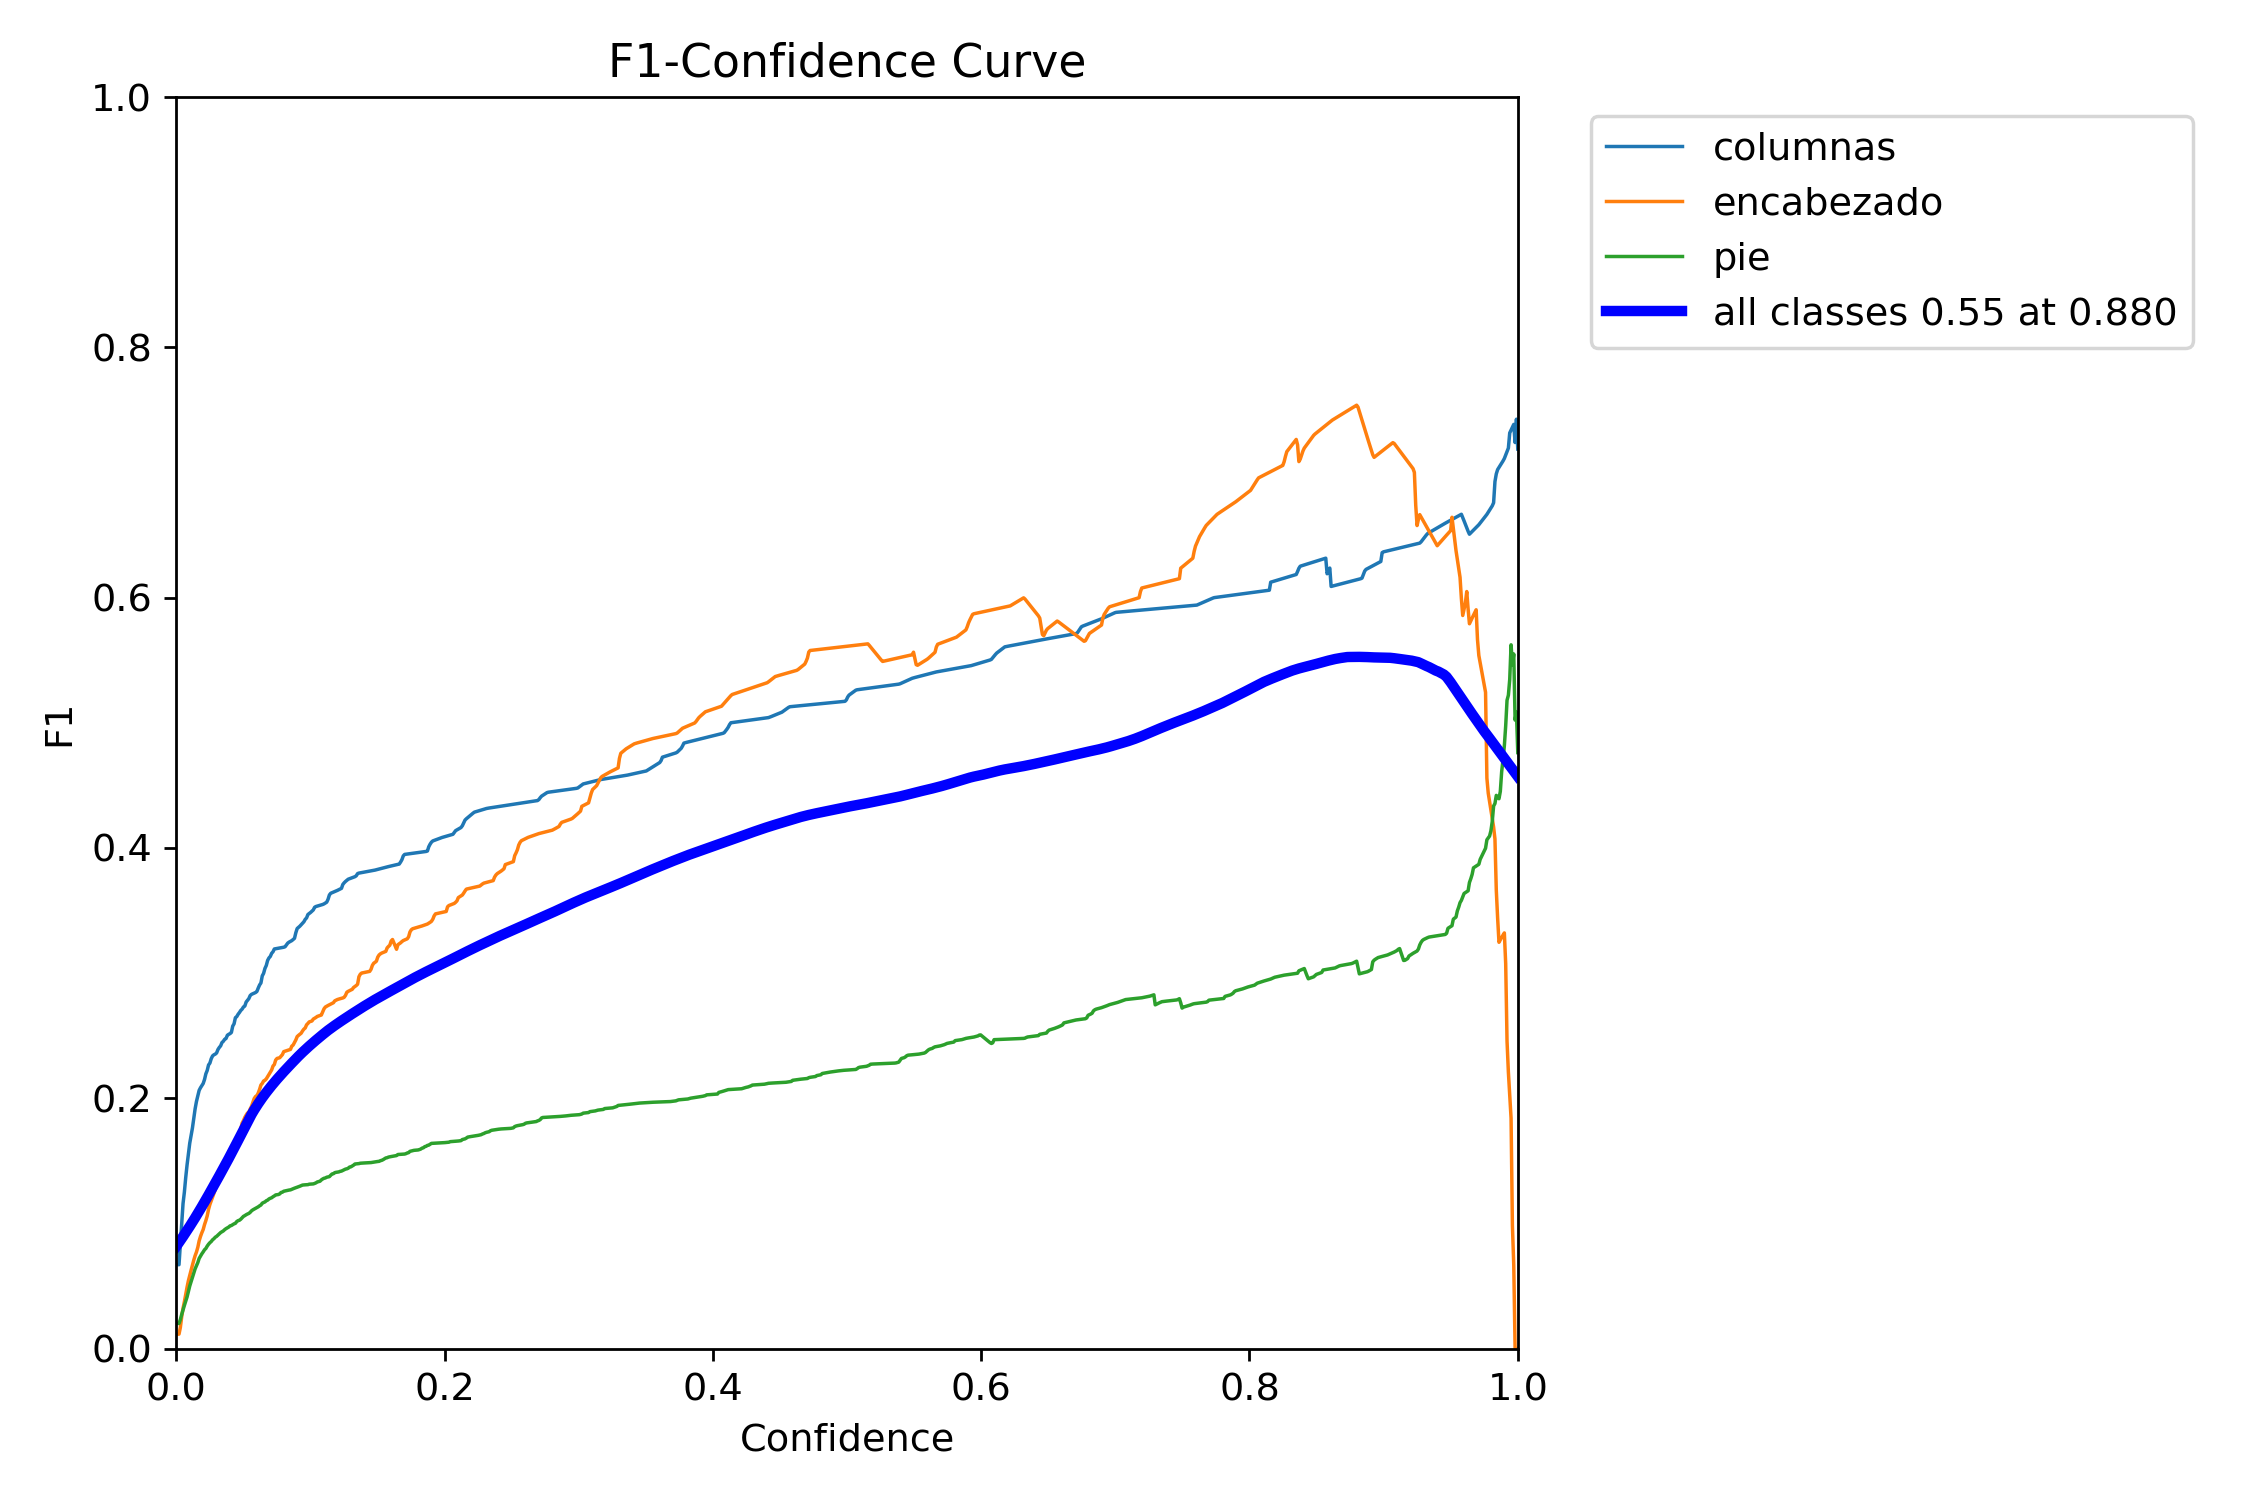 F1-Confidence Curve
1.0
0.8
0.6
0.4
0.2
0.0
F1
0.0 0.2 0.4 0.6 0.8 1.0
Confidence
columnas
encabezado
pie
all classes 0.55 at 0.880